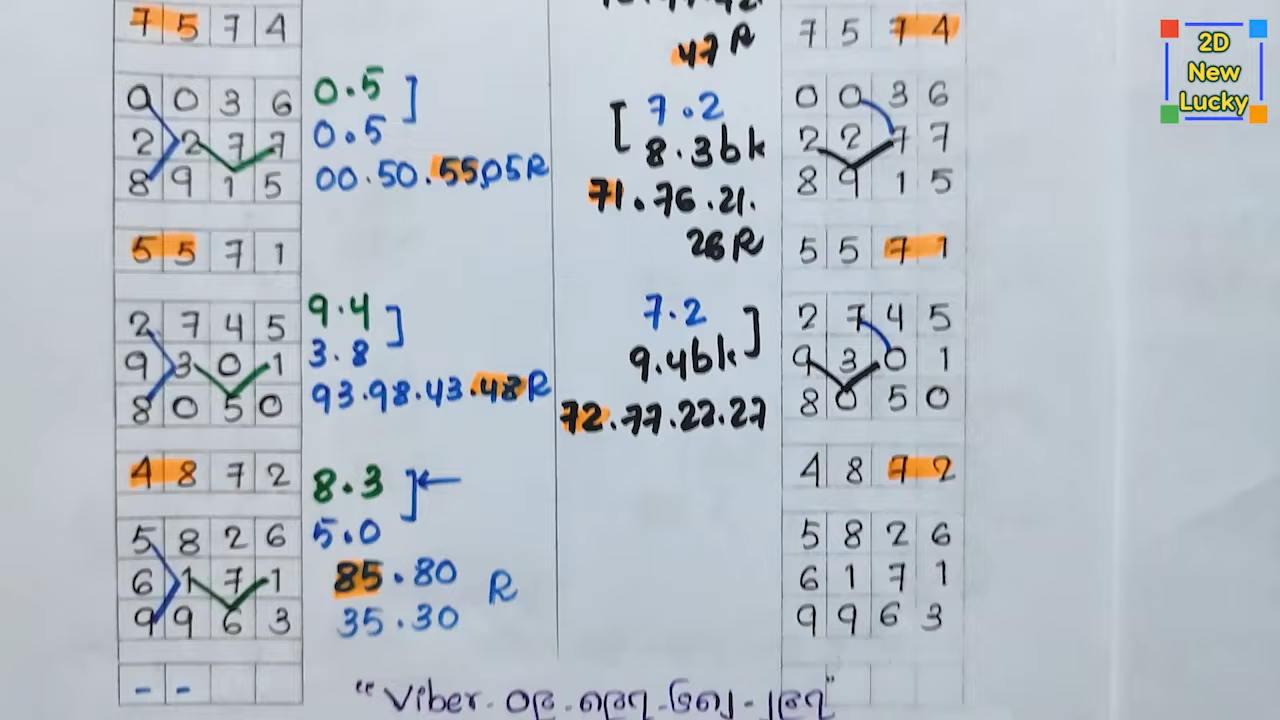 7 5 7 4
0 0 3 6
2 2 7 7
8 9 1 5
5 5 7 1
2 7 4 5
9 3 0 1
8 0 5 0
4 8 7 2
5 8 2 6
6 1 7 1
9 9 6 3
- -
0.5 ]
0.5
00.50.55,05R
9.4 ]
3.8
93.98.43.48R
8.3 ]←
5.0
85.80 R
35.30
47 R
[ 7.2
8.3bk
71.76.21.
26R
7.2 ]
9.4bk
72.77.22.27
7 5 7 4
0 0 3 6
2 2 7 7
8 9 1 5
5 5 7 1
2 7 4 5
9 3 0 1
8 0 5 0
4 8 7 2
5 8 2 6
6 1 7 1
9 9 6 3
"Viber.
2D
New
Lucky